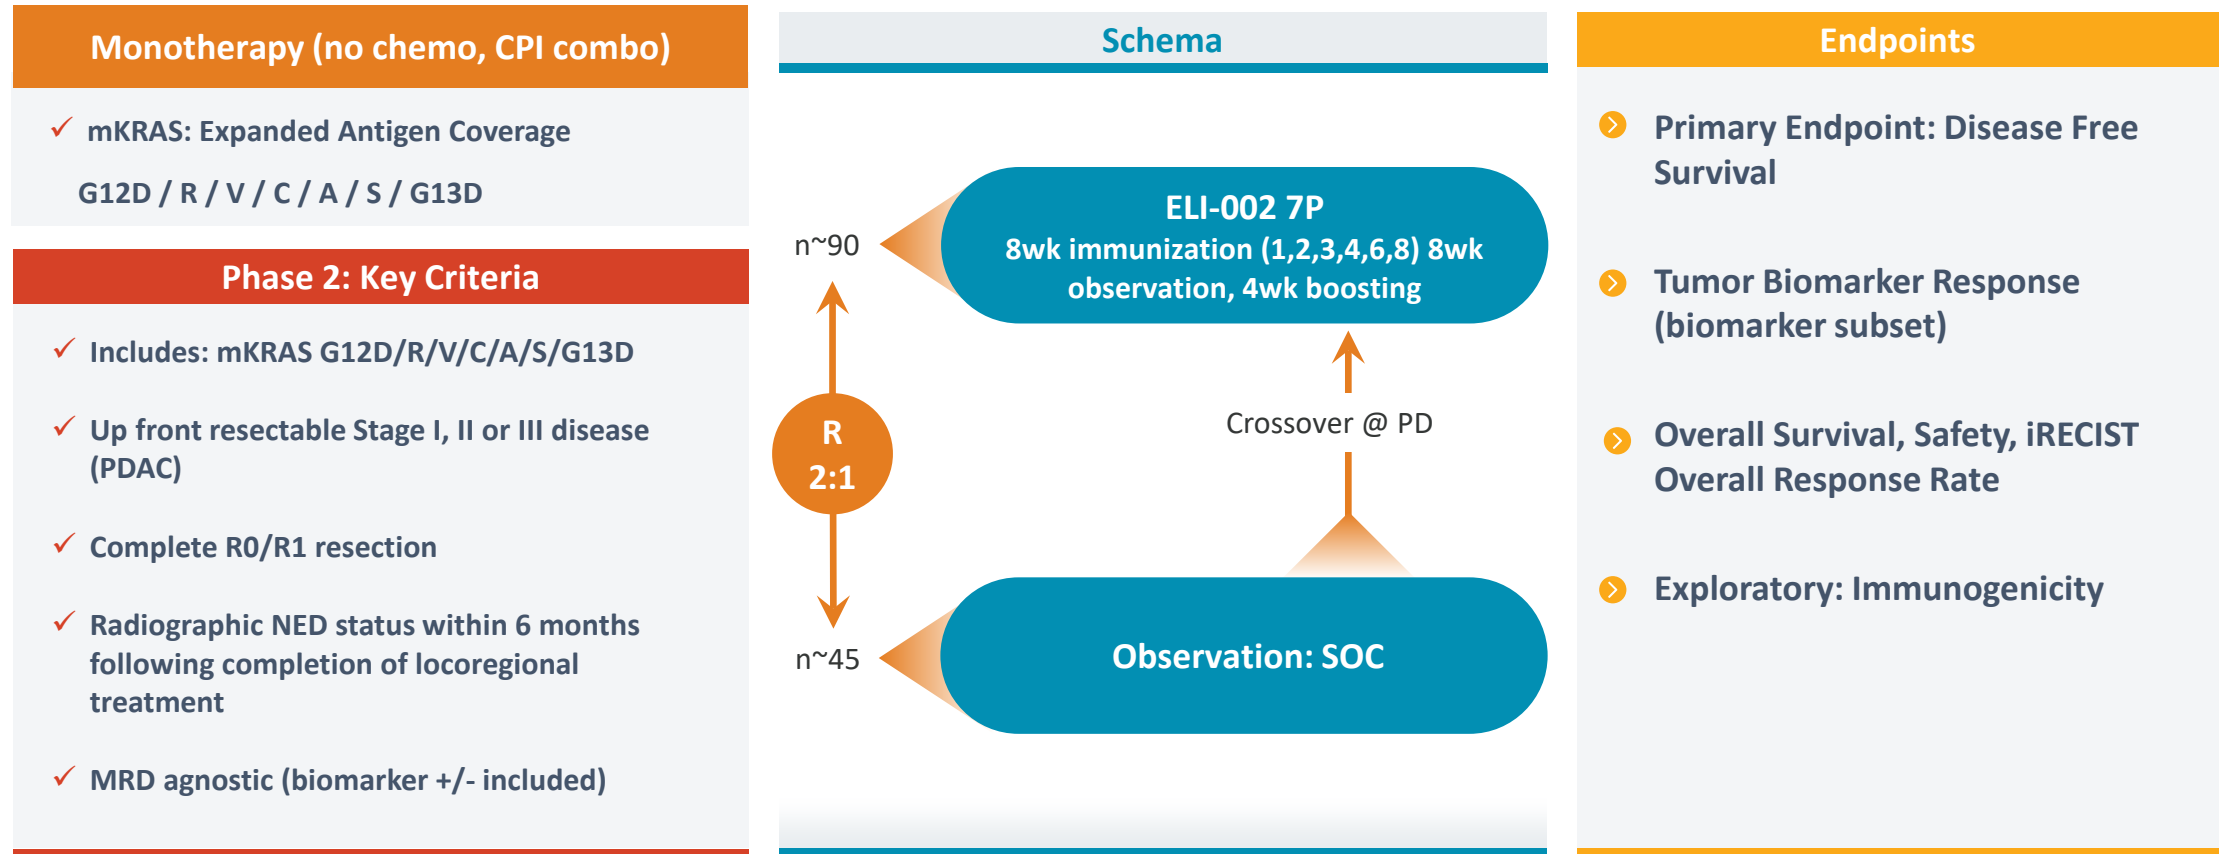 Monotherapy (no chemo, CPI combo)
mKRAS: Expanded Antigen Coverage
G12D / R / V / C / A / S / G13D
Phase 2: Key Criteria
Includes: mKRAS G12D/R/V/C/A/S/G13D
Up front resectable Stage I, II or III disease
(PDAC)
Complete R0/R1 resection
Radiographic NED status within 6 months
following completion of locoregional
treatment
MRD agnostic (biomarker +/- included)
Schema
n~90
ELI-002 7P
8wk immunization (1,2,3,4,6,8) 8wk
observation, 4wk boosting
R
2:1
Crossover @ PD
n~45
Observation: SOC
Endpoints
Primary Endpoint: Disease Free
Survival
Tumor Biomarker Response
(biomarker subset)
Overall Survival, Safety, iRECIST
Overall Response Rate
Exploratory: Immunogenicity